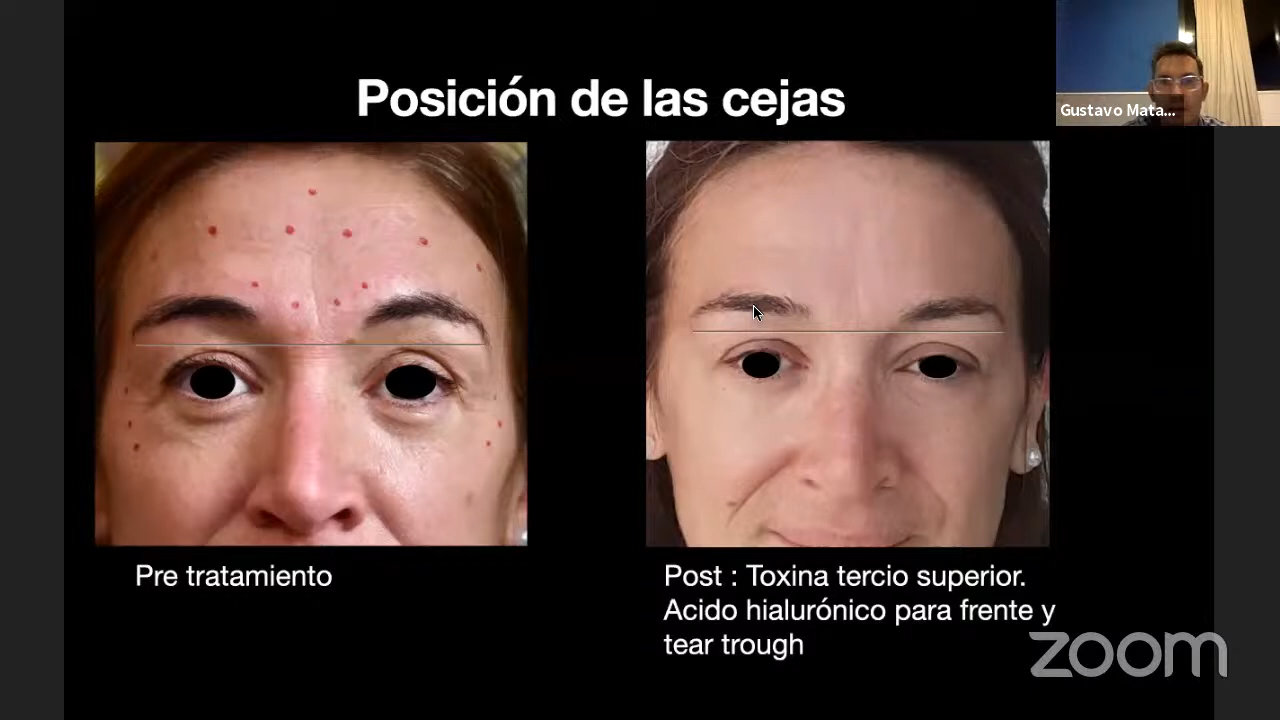 Posición de las cejas
Gustavo Mata...
Pre tratamiento
Post : Toxina tercio superior.
Acido hialurónico para frente y
tear trough
zoom